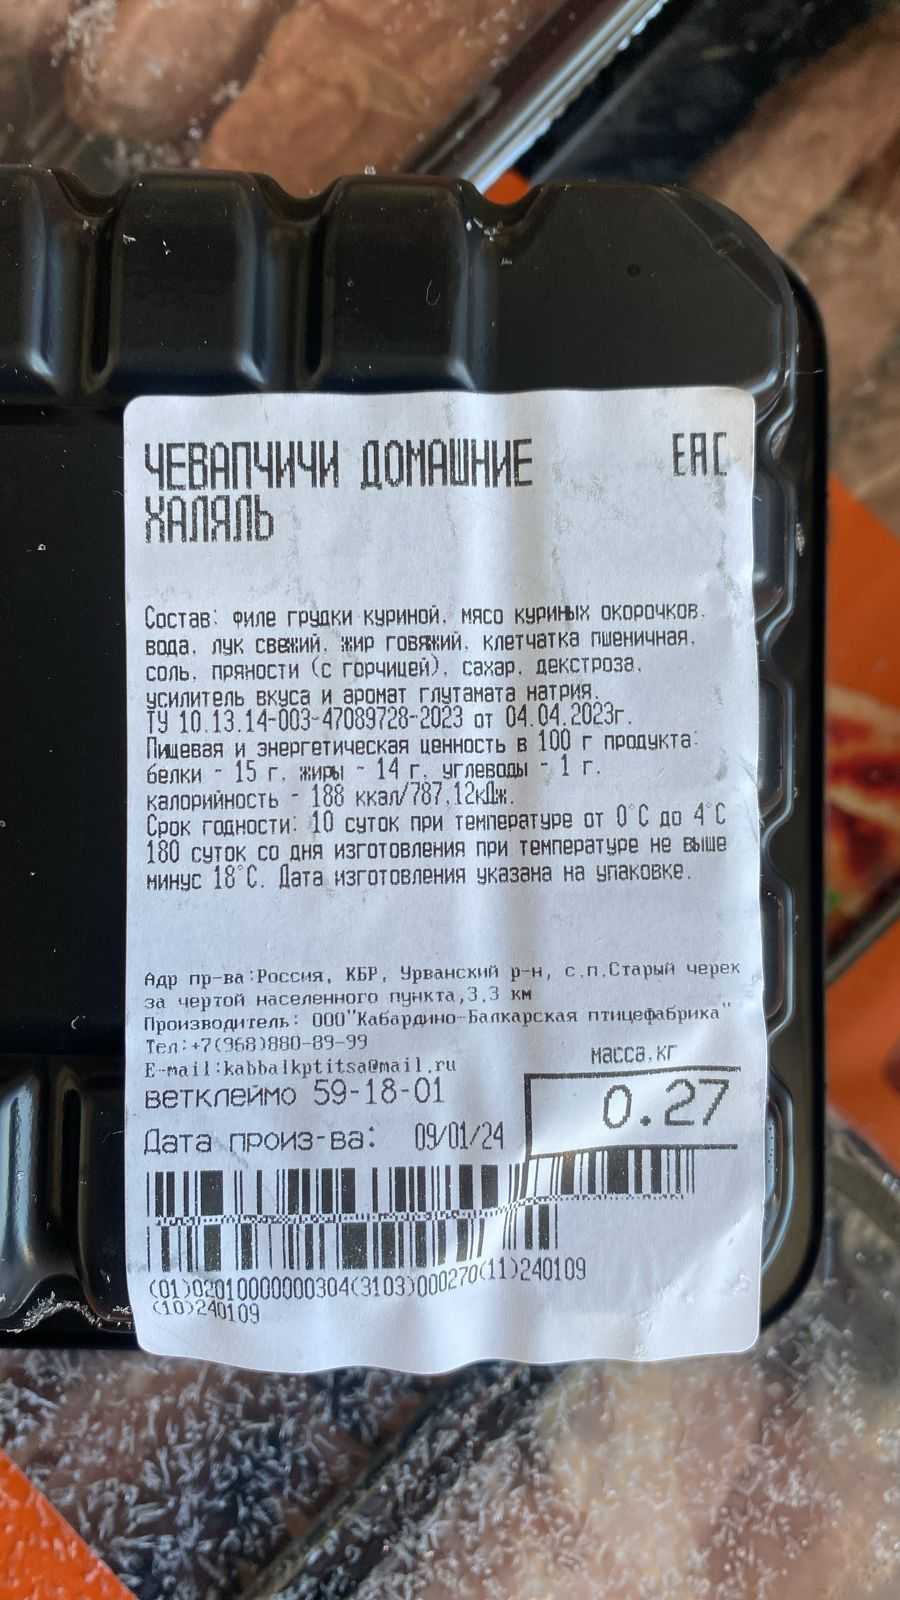 ЧЕВАПЧИЧИ ДОМАШНИЕ
ХАЛЯЛЬ
EAC
Состав: филе грудки куриной, мясо куриных окорочков,
вода, лук свежий, жир говяжий, клетчатка пшеничная,
соль, пряности (с горчицей), сахар, декстроза,
усилитель вкуса и аромат глутамата натрия.
ТУ 10.13.14-003-47089728-2023 от 04.04.2023г.
Пищевая и энергетическая ценность в 100 г продукта:
белки - 15 г, жиры - 14 г, углеводы - 1 г.
калорийность - 188 ккал/787,12кДж.
Срок годности: 10 суток при температуре от 0°С до 4°С
180 суток со дня изготовления при температуре не выше
минус 18°С. Дата изготовления указана на упаковке.
Адр пр-ва:Россия, КБР, Урванский р-н, с.п.Старый черек
за чертой населенного пункта,3.3 км
Производитель: ООО"Кабардино-Балкарская птицефабрика"
Тел:+7(968)880-89-99
E-mail:kabbalkptitsa@mail.ru
масса,кг
ветклеймо 59-18-01
0.27
Дата произ-ва: 09/01/24
(01)02010000000304(3103)000270(11)240109
(10)240109